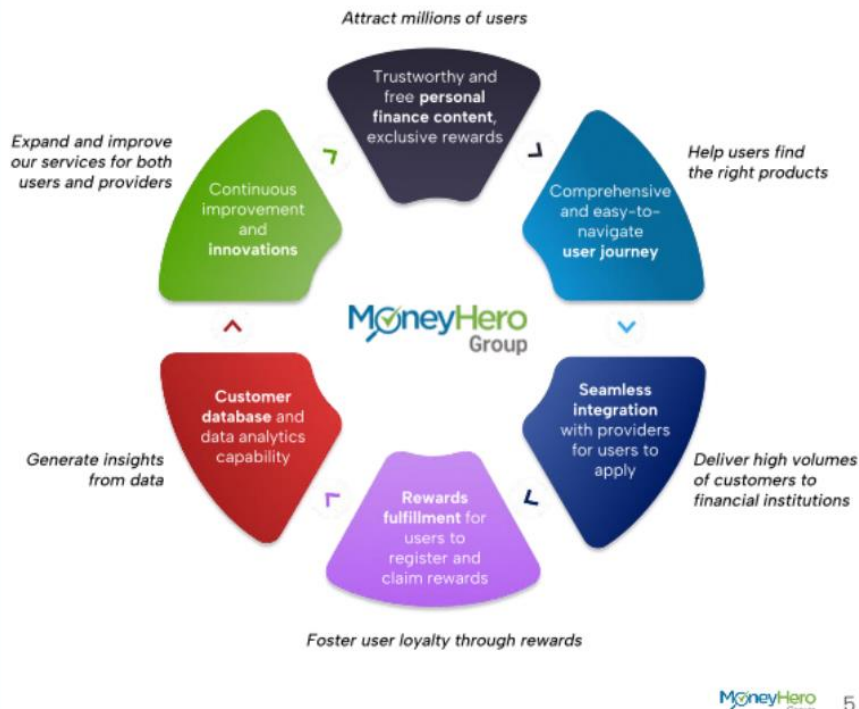 Attract millions of users
Trustworthy and
free personal
finance content,
exclusive rewards
Help users find
the right products
Comprehensive
and easy-to-
navigate
user journey
Seamless
integration
with providers
for users to
apply
Deliver high volumes
of customers to
financial institutions
Rewards
fulfillment for
users to
register and
claim rewards
Foster user loyalty through rewards
Customer
database and
data analytics
capability
Generate insights
from data
Continuous
improvement
and
innovations
Expand and improve
our services for both
users and providers
MoneyHero
Group
MoneyHero
Group
5